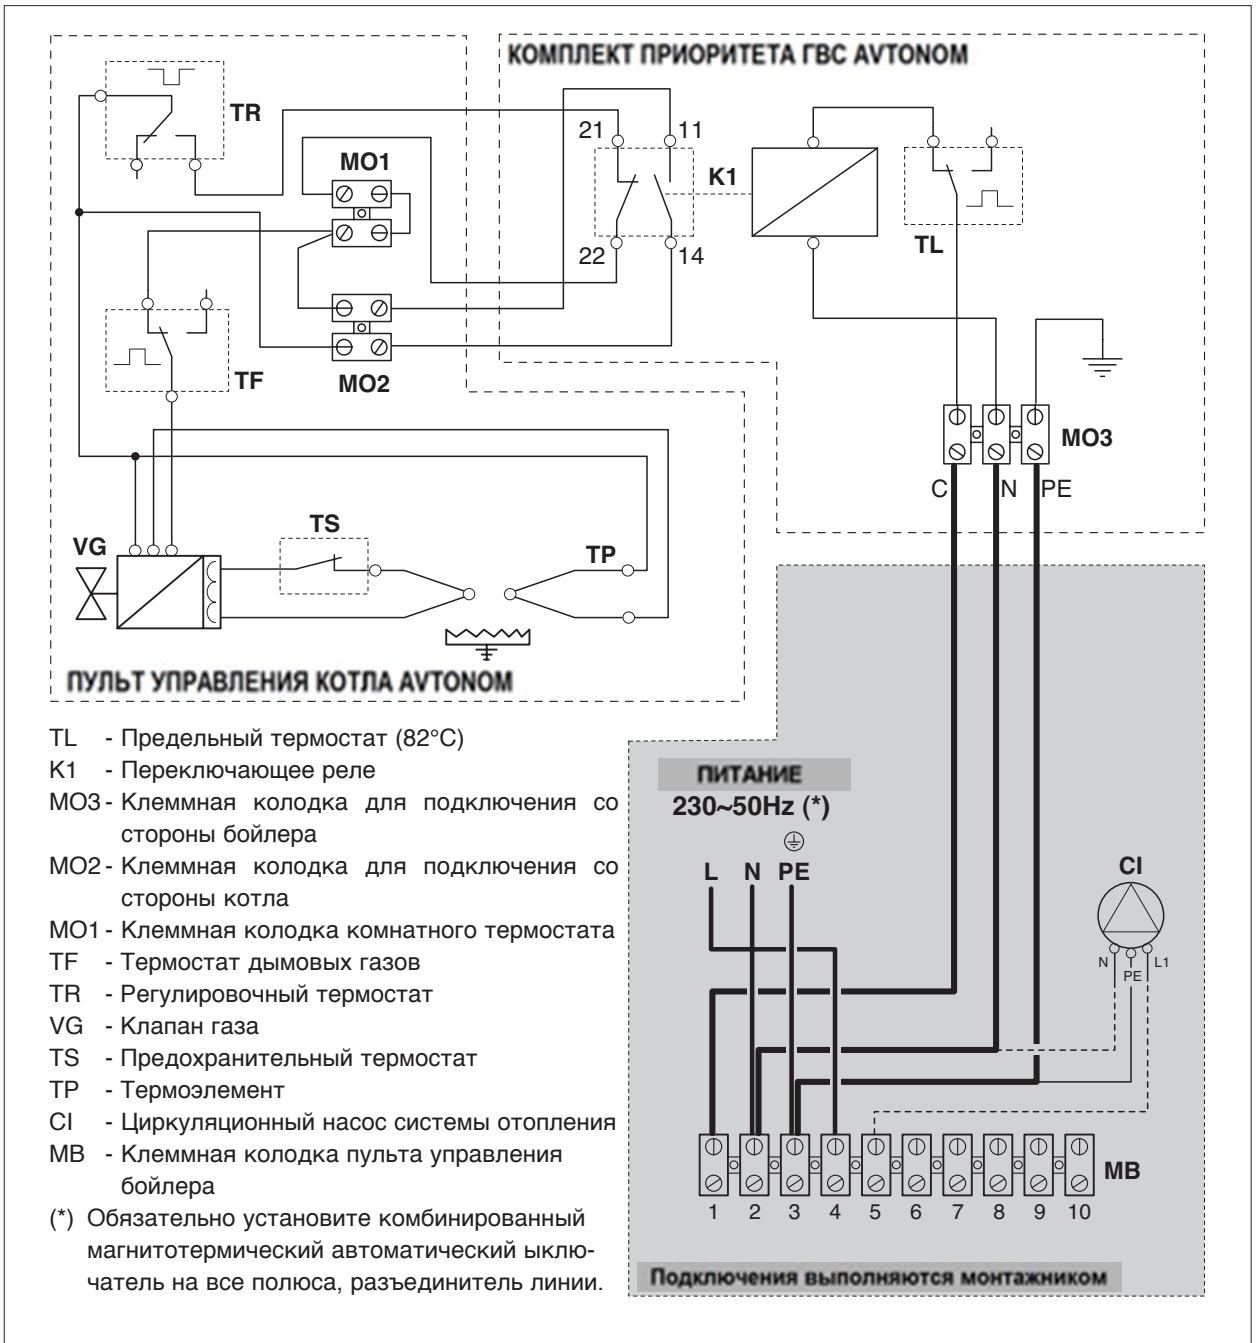 КОМПЛЕКТ ПРИОРИТЕТА ГВС AVTONOM
TR
MO1
21
11
K1
22
14
TL
TF
MO2
MO3
C
N
PE
VG
TS
TP
ПУЛЬТ УПРАВЛЕНИЯ КОТЛА AVTONOM
TL - Предельный термостат (82°C)
K1 - Переключающее реле
MO3 - Клеммная колодка для подключения со
стороны бойлера
MO2 - Клеммная колодка для подключения со
стороны котла
MO1 - Клеммная колодка комнатного термостата
TF - Термостат дымовых газов
TR - Регулировочный термостат
VG - Клапан газа
TS - Предохранительный термостат
TP - Термоэлемент
CI - Циркуляционный насос системы отопления
MB - Клеммная колодка пульта управления
бойлера
(*) Обязательно установите комбинированный
магнитотермический автоматический ыклю-
чатель на все полюса, разъединитель линии.
ПИТАНИЕ
230~50Hz (*)
L N PE
CI
N
PE
L1
MB
1 2 3 4 5 6 7 8 9 10
Подключения выполняются монтажником